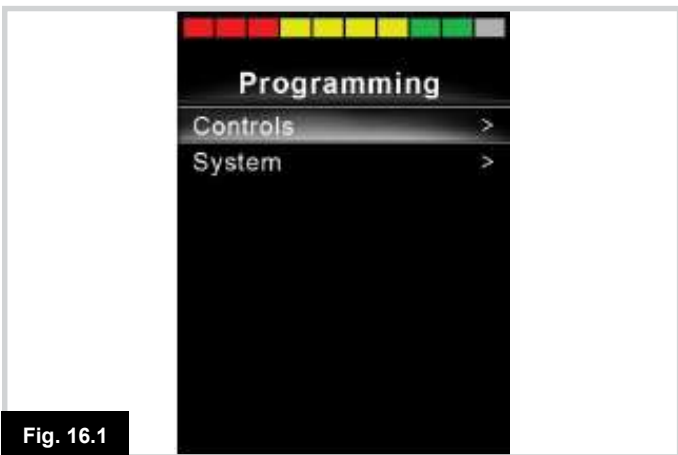 Programming
Controls >
System >
Fig. 16.1